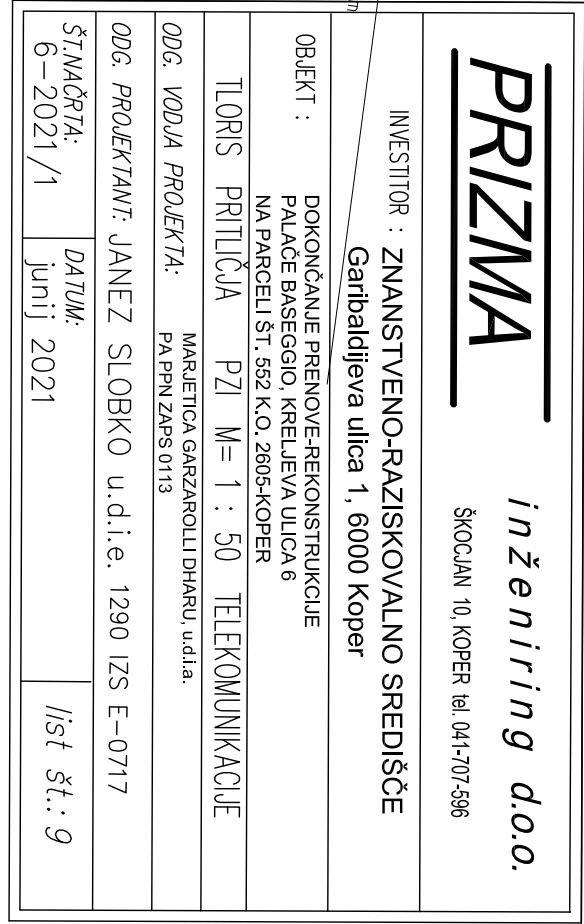 PRIZMA
inženiring d.o.o.
ŠKOCJAN 10, KOPER tel. 041-707-596
INVESTITOR : ZNANSTVENO-RAZISKOVALNO SREDIŠČE
Garibaldijeva ulica 1, 6000 Koper
OBJEKT :
DOKONČANJE PRENOVE-REKONSTRUKCIJE
PALAČE BASEGGIO, KRELJEVA ULICA 6
NA PARCELI ŠT. 552 K.O. 2605-KOPER
TLORIS PRITLIČJA PZI M= 1 : 50 TELEKOMUNIKACIJE
ODG. VODJA PROJEKTA:
MARJETICA GARZAROLLI DHARU, u.d.i.a.
PA PPN ZAPS 0113
ODG. PROJEKTANT: JANEZ SLOBKO u.d.i.e. 1290 IZS E-0717
ŠT.NAČRTA:
6-2021/1
DATUM:
junij 2021
list št.: 9